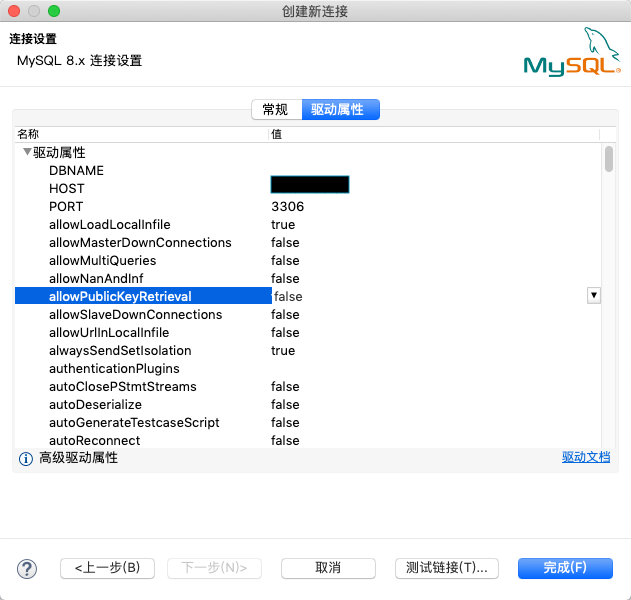 创建新连接
连接设置
MySQL 8.x 连接设置
MySQL®
常规 驱动属性
名称 值
驱动属性
DBNAME
HOST
PORT 3306
allowLoadLocalInfile true
allowMasterDownConnections false
allowMultiQueries false
allowNanAndInf false
allowPublicKeyRetrieval false
allowSlaveDownConnections false
allowUrlInLocalInfile false
alwaysSendSetIsolation true
authenticationPlugins
autoClosePStmtStreams false
autoDeserialize false
autoGenerateTestcaseScript false
autoReconnect false
高级驱动属性 驱动文档
? <上一步(B) 下一步(N)> 取消 测试链接(T)... 完成(F)